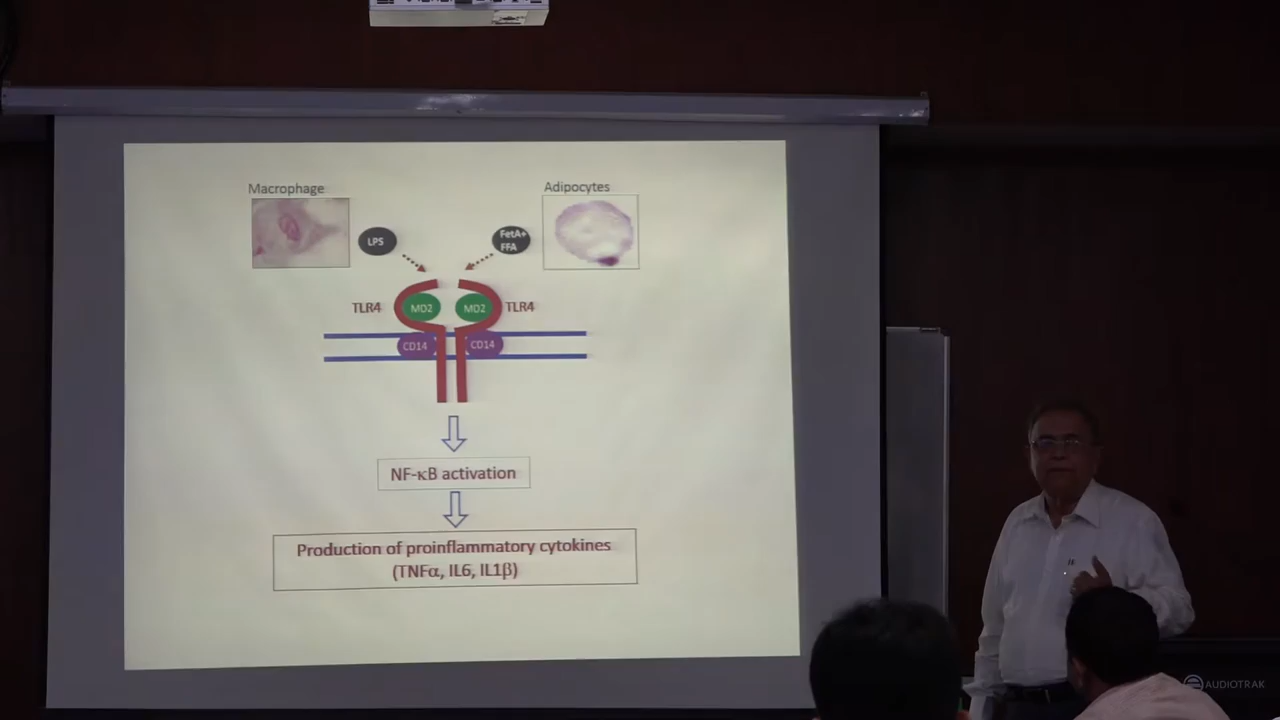 Macrophage
Adipocytes
LPS
FetA+
FFA
TLR4
MD2
MD2
TLR4
CD14
CD14
NF-κB activation
Production of proinflammatory cytokines
(TNFα, IL6, IL1β)
AUDIOTRAK